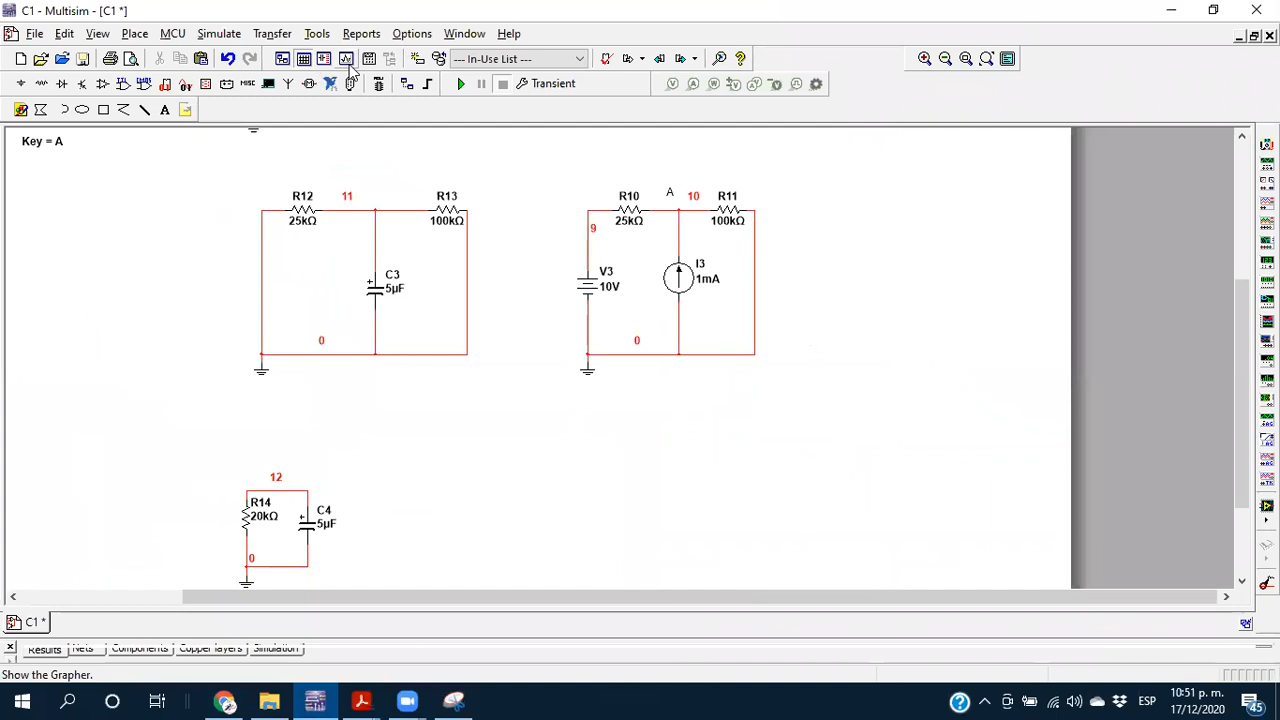 C1 - Multisim - [C1 *]
File Edit View Place MCU Simulate Transfer Tools Reports Options Window Help
--- In-Use List ---
Transient
Key = A
R12 11 R13
25kΩ 100kΩ
C3
5µF
0
R10 A 10 R11
25kΩ 100kΩ
9
V3
10V
I3
1mA
0
12
R14
20kΩ
C4
5µF
0
C1 *
Results Nets Components Copper layers Simulation
Show the Grapher.
ESP
10:51 p. m.
17/12/2020
45